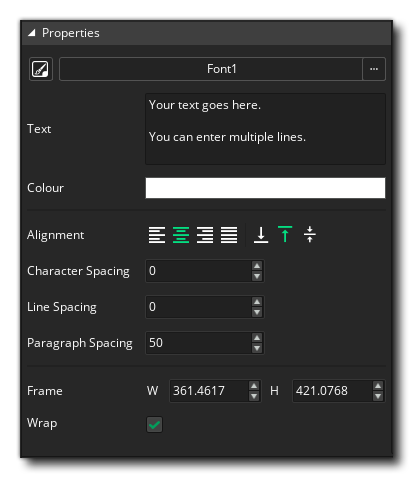 Properties
Font1 ...
Text
Your text goes here.
You can enter multiple lines.
Colour
Alignment
Character Spacing 0
Line Spacing 0
Paragraph Spacing 50
Frame W 361.4617 H 421.0768
Wrap